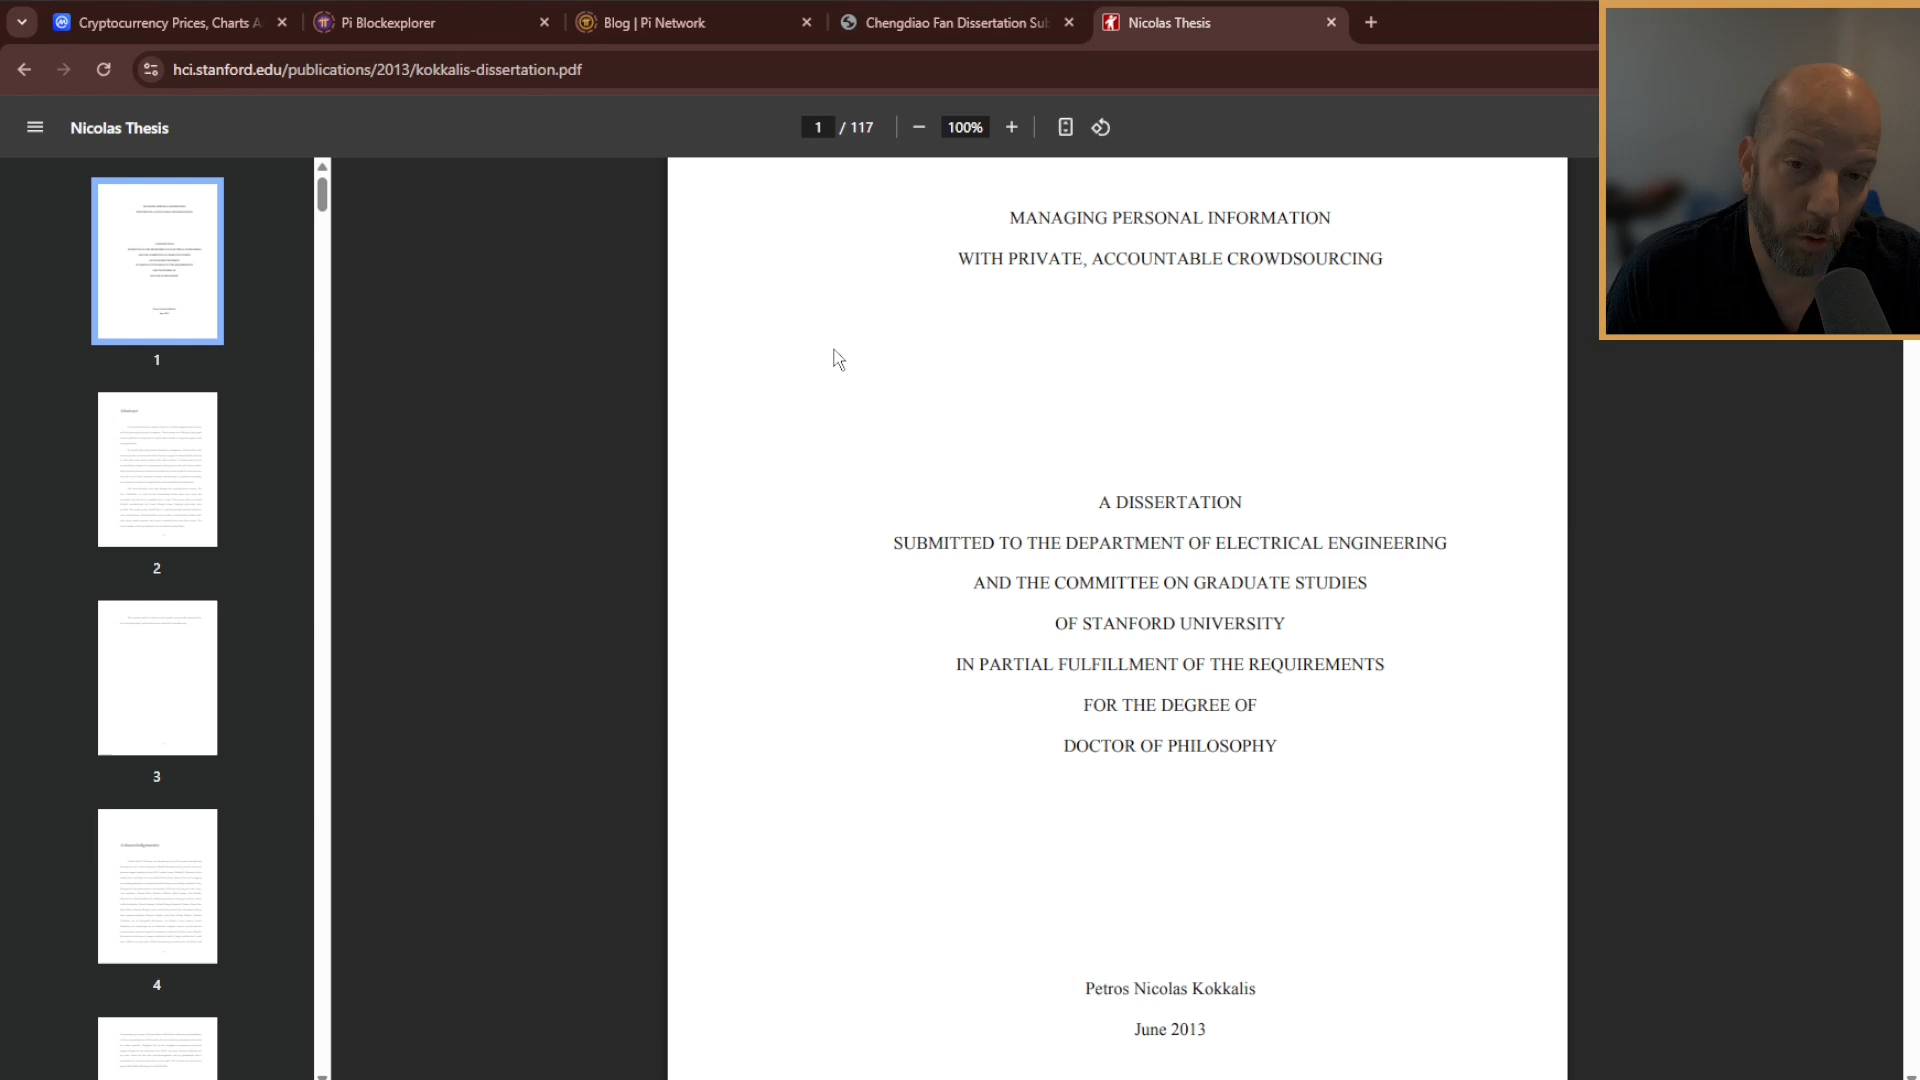 Cryptocurrency Prices, Charts A
Pi Blockexplorer
Blog | Pi Network
Chengdiao Fan Dissertation Sub
Nicolas Thesis
hci.stanford.edu/publications/2013/kokkalis-dissertation.pdf
Nicolas Thesis
1 / 117
100%
MANAGING PERSONAL INFORMATION
WITH PRIVATE, ACCOUNTABLE CROWDSOURCING
A DISSERTATION
SUBMITTED TO THE DEPARTMENT OF ELECTRICAL ENGINEERING
AND THE COMMITTEE ON GRADUATE STUDIES
OF STANFORD UNIVERSITY
IN PARTIAL FULFILLMENT OF THE REQUIREMENTS
FOR THE DEGREE OF
DOCTOR OF PHILOSOPHY
Petros Nicolas Kokkalis
June 2013
1
Abstract
2
3
Acknowledgements
4